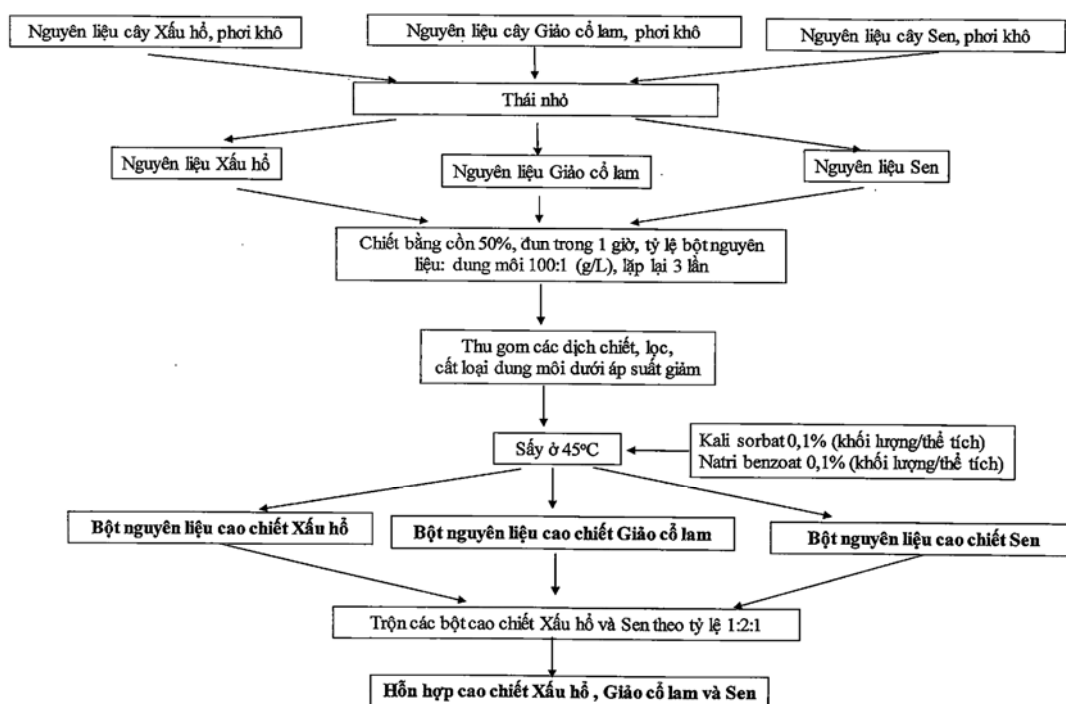 Nguyên liệu cây Xấu hổ, phơi khô
Nguyên liệu cây Giảo cổ lam, phơi khô
Nguyên liệu cây Sen, phơi khô
Thái nhỏ
Nguyên liệu Xấu hổ
Nguyên liệu Giảo cổ lam
Nguyên liệu Sen
Chiết bằng cồn 50%, đun trong 1 giờ, tỷ lệ bột nguyên
liệu: dung môi 100:1 (g/L), lặp lại 3 lần
Thu gom các dịch chiết, lọc,
cất loại dung môi dưới áp suất giảm
Sấy ở 45°C
Kali sorbat 0,1% (khối lượng/thể tích)
Natri benzoat 0,1% (khối lượng/thể tích)
Bột nguyên liệu cao chiết Xấu hổ
Bột nguyên liệu cao chiết Giảo cổ lam
Bột nguyên liệu cao chiết Sen
Trộn các bột cao chiết Xấu hổ và Sen theo tỷ lệ 1:2:1
Hỗn hợp cao chiết Xấu hổ , Giảo cổ lam và Sen